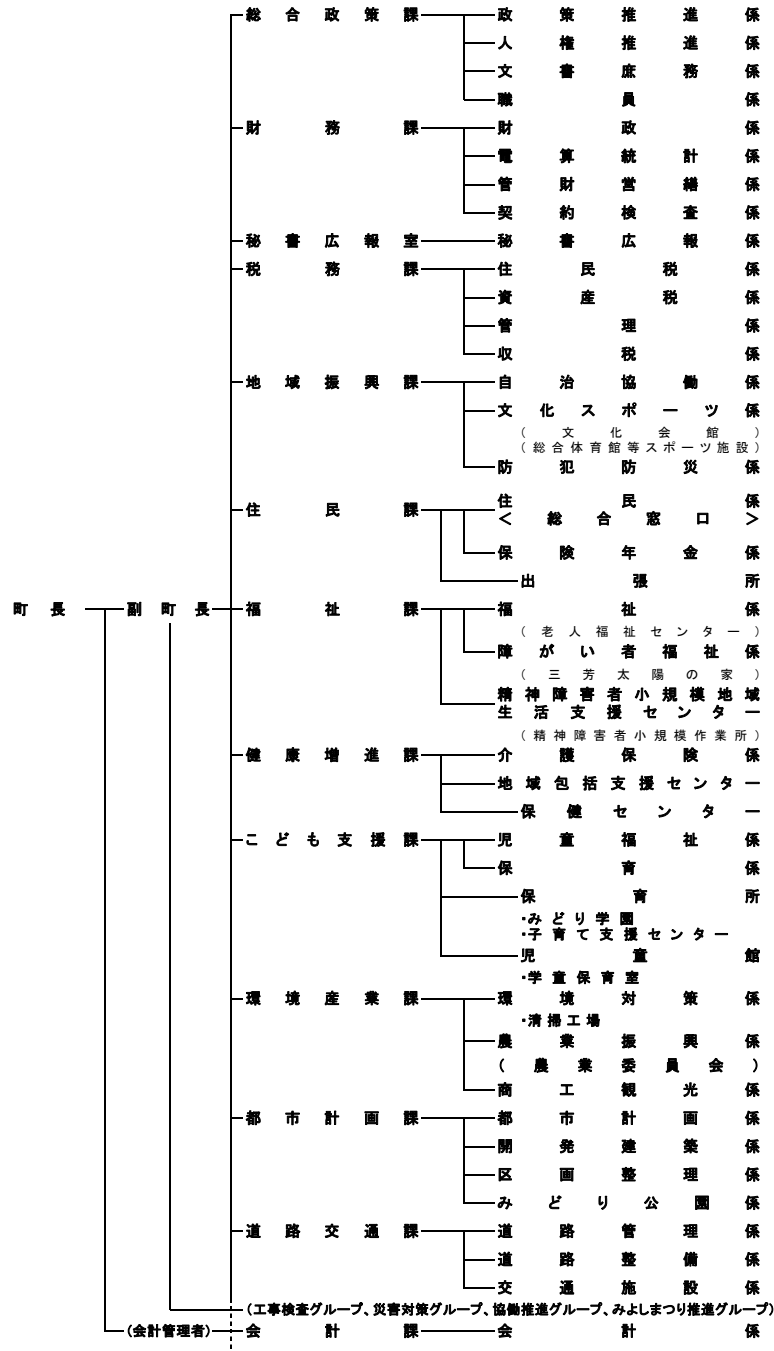 総合政策課 政策推進係
人権推進係
文書庶務係
職員係
財務課 財政係
電算統計係
管財営繕係
契約検査係
秘書広報室 秘書広報係
税務課 住民税係
資産税係
管理係
収税係
地域振興課 自治協働係
文化スポーツ係
(文化会館)
(総合体育館等スポーツ施設)
防犯防災係
住民課 住民係
<総合窓口>
保険年金係
出張所
町長 副町長 福祉課 福祉係
(老人福祉センター)
障がい者福祉係
(三芳太陽の家)
精神障害者小規模地域
生活支援センター
(精神障害者小規模作業所)
健康増進課 介護保険係
地域包括支援センター
保健センター
こども支援課 児童福祉係
保育係
保育所
・みどり学園
・子育て支援センター
児童館
・学童保育室
環境産業課 環境対策係
・清掃工場
農業振興係
(農業委員会)
商工観光係
都市計画課 都市計画係
開発建築係
区画整理係
みどり公園係
道路交通課 道路管理係
道路整備係
交通施設係
(工事検査グループ、災害対策グループ、協働推進グループ、みよしまつり推進グループ)
(会計管理者) 会計課 会計係